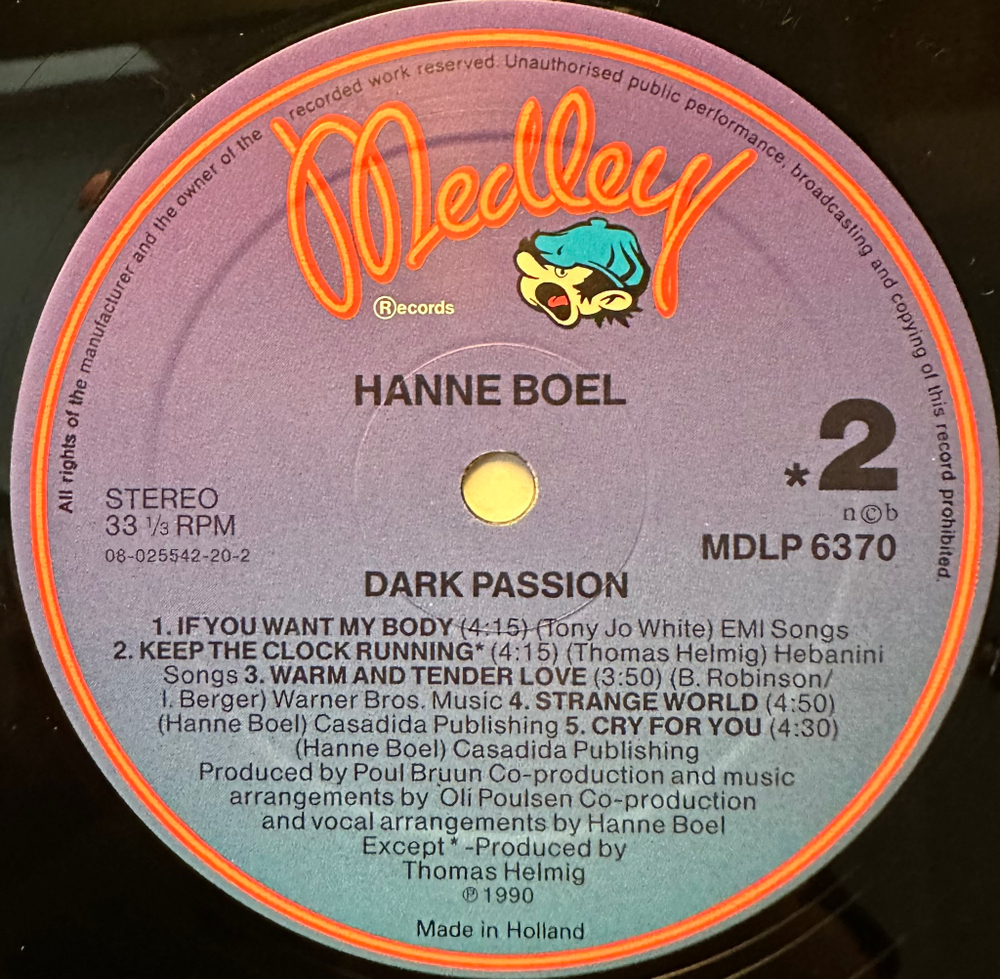 All rights of the manufacturer and the owner of the recorded work reserved. Unauthorised public performance, broadcasting and copying of this record prohibited.
Medley
®ecords
HANNE BOEL
*2
n©b
STEREO
33 ⅓ RPM
08-025542-20-2
MDLP 6370
DARK PASSION
1. IF YOU WANT MY BODY (4:15) (Tony Jo White) EMI Songs
2. KEEP THE CLOCK RUNNING* (4:15) (Thomas Helmig) Hebanini
Songs 3. WARM AND TENDER LOVE (3:50) (B. Robinson/
I. Berger) Warner Bros. Music 4. STRANGE WORLD (4:50)
(Hanne Boel) Casadida Publishing 5. CRY FOR YOU (4:30)
(Hanne Boel) Casadida Publishing
Produced by Poul Bruun Co-production and music
arrangements by Oli Poulsen Co-production
and vocal arrangements by Hanne Boel
Except * -Produced by
Thomas Helmig
℗ 1990
Made in Holland